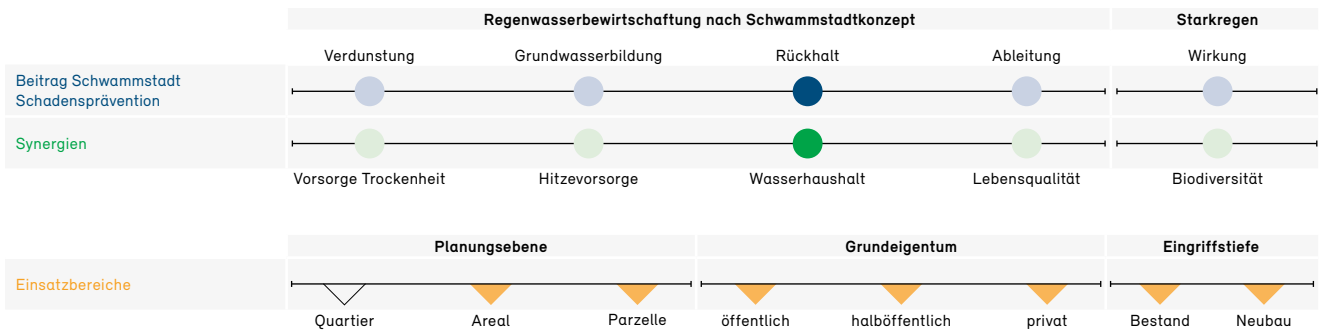 Regenwasserbewirtschaftung nach Schwammstadtkonzept Starkregen
Verdunstung Grundwasserbildung Rückhalt Ableitung Wirkung
Beitrag Schwammstadt
Schadensprävention
Synergien
Vorsorge Trockenheit Hitzevorsorge Wasserhaushalt Lebensqualität Biodiversität
Planungsebene Grundeigentum Eingriffstiefe
Einsatzbereiche
Quartier Areal Parzelle öffentlich halböffentlich privat Bestand Neubau